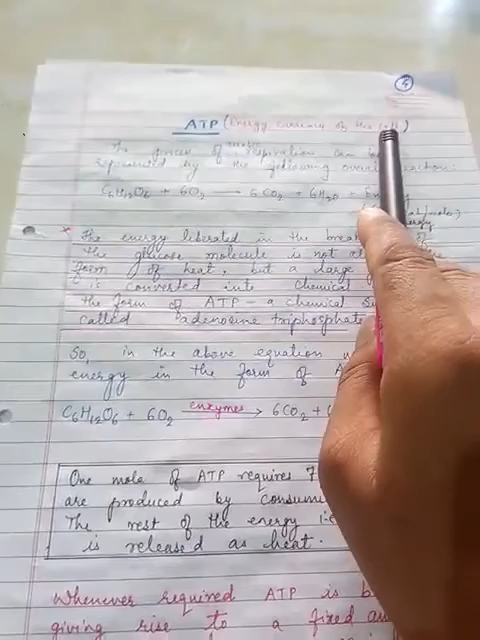 4
ATP (Energy currency of the cell)
The process of respiration can be
represented by the following overall reaction:
C6H12O6 + 6O2 → 6CO2 + 6H2O + Energy
/mole)
The energy liberated in the break of
the glucose molecule is not
form of heat, but a large
is converted into chemical
the form of ATP - a chemical
called adenosine triphosphate
So, in the above equation
energy in the form of
C6H12O6 + 6O2 enzymes → 6CO2 +
One mole of ATP requires 7
are produced by
The rest of the energy i.e
is released as heat.
Whenever required ATP is
giving rise to a fixed